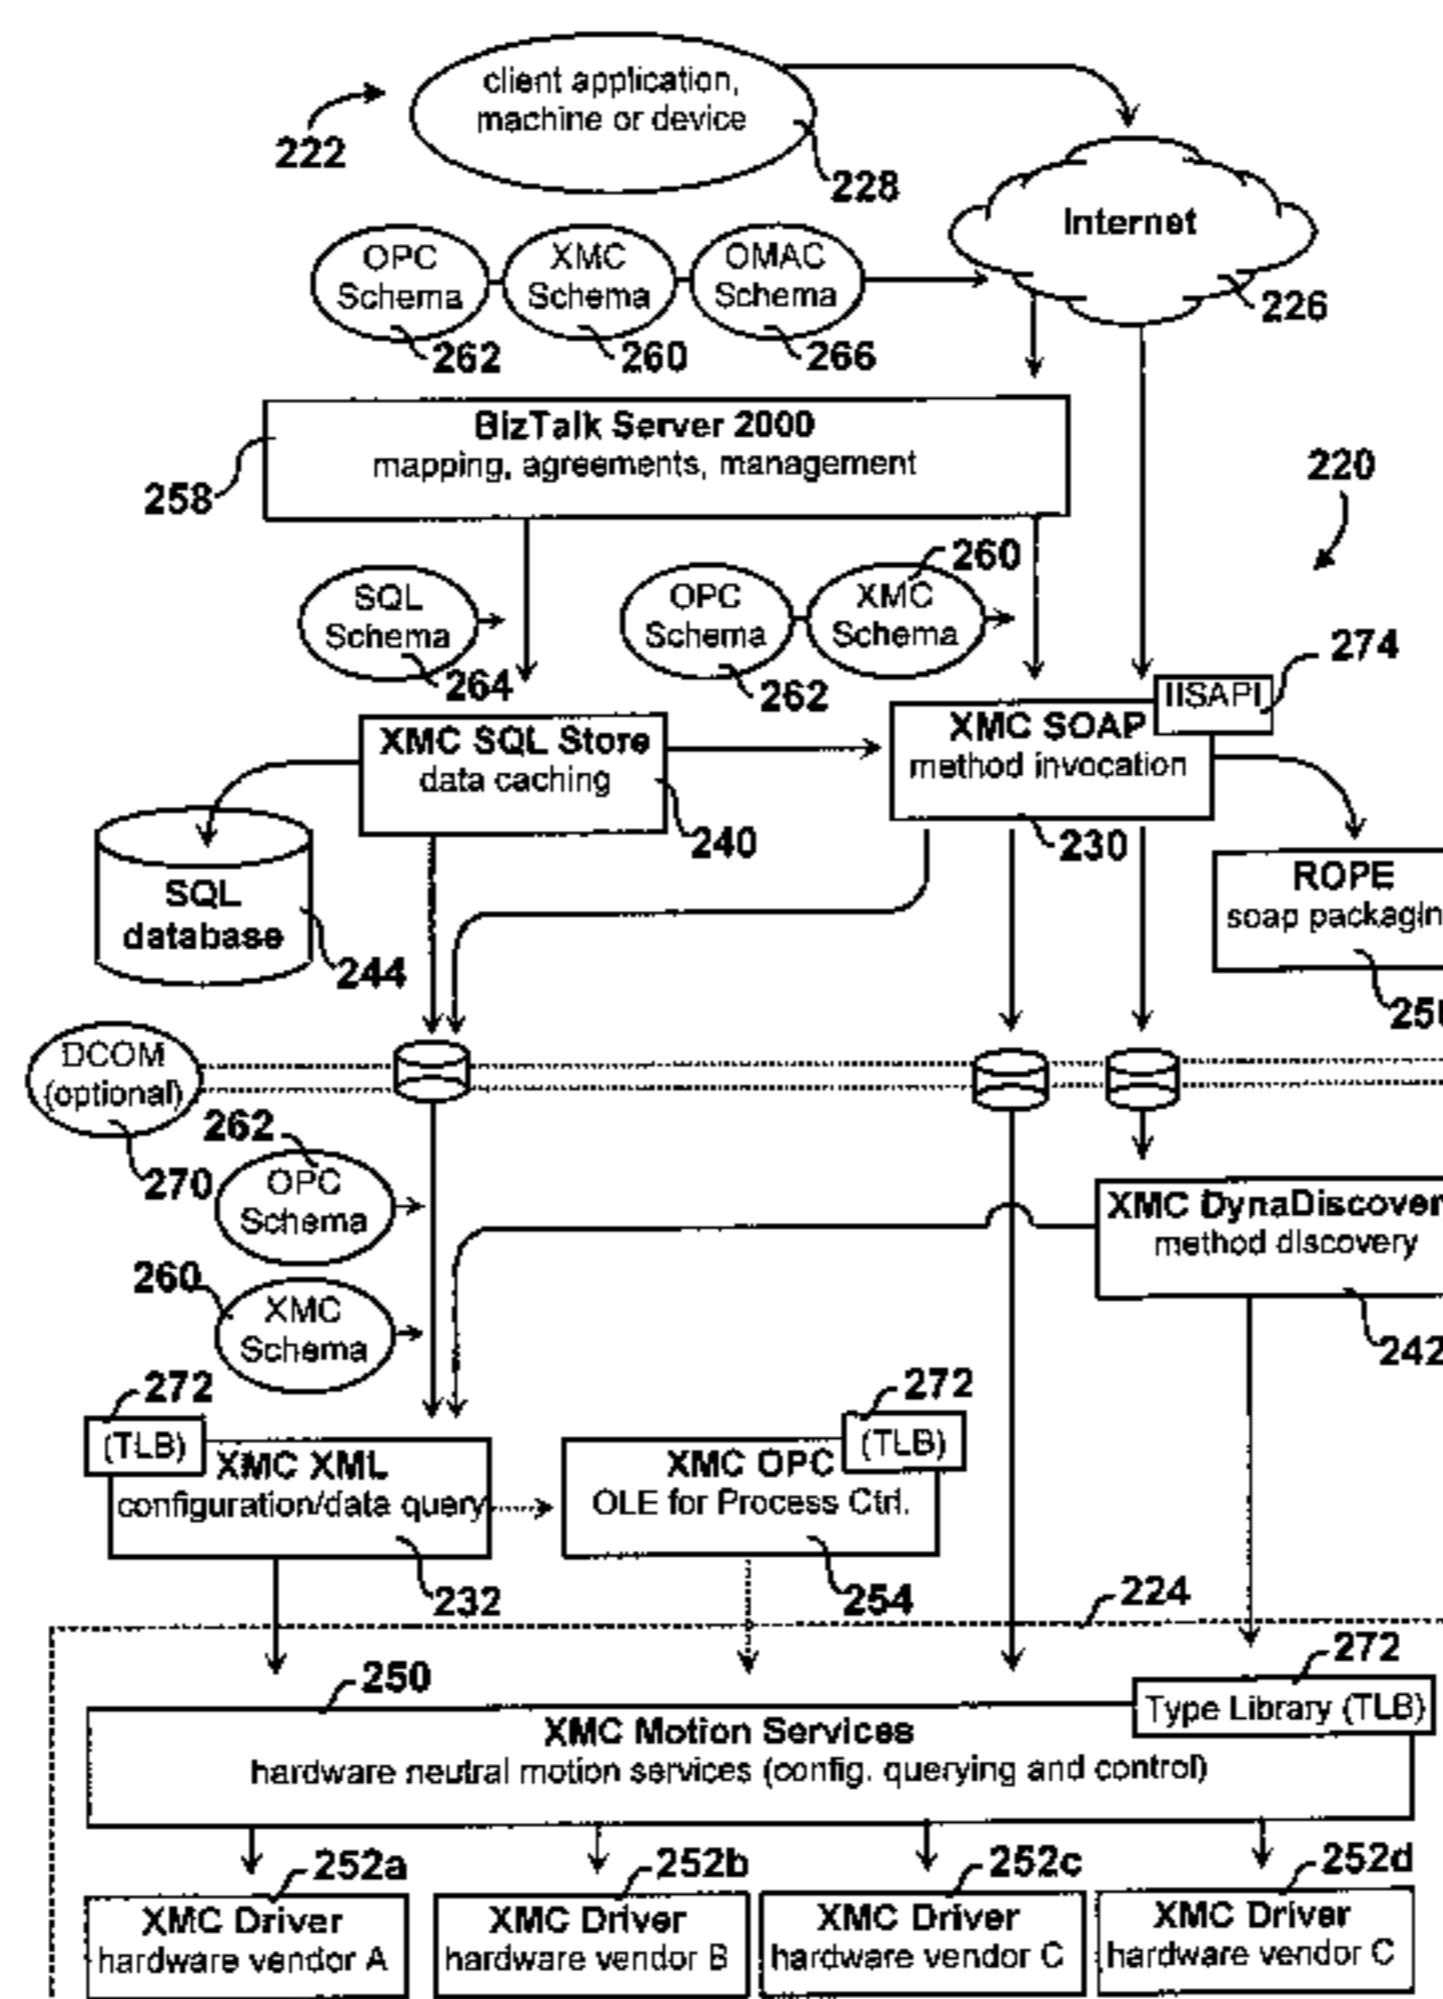 client application,
machine or device
222
228
Internet
226
OPC
Schema
262
XMC
Schema
260
OMAC
Schema
266
BizTalk Server 2000
mapping, agreements, management
258
220
SQL
Schema
264
OPC
Schema
262
XMC
Schema
260
IISAPI
274
XMC SQL Store
data caching
240
XMC SOAP
method invocation
230
SQL
database
244
ROPE
soap packagin
DCOM
(optional)
270
262
OPC
Schema
260
XMC
Schema
XMC DynaDiscover
method discovery
242
272
(TLB)
XMC XML
configuration/data query
232
272
(TLB)
XMC OPC
OLE for Process Ctrl.
254
224
272
Type Library (TLB)
250
XMC Motion Services
hardware neutral motion services (config. querying and control)
252a
XMC Driver
hardware vendor A
252b
XMC Driver
hardware vendor B
252c
XMC Driver
hardware vendor C
252d
XMC Driver
hardware vendor C